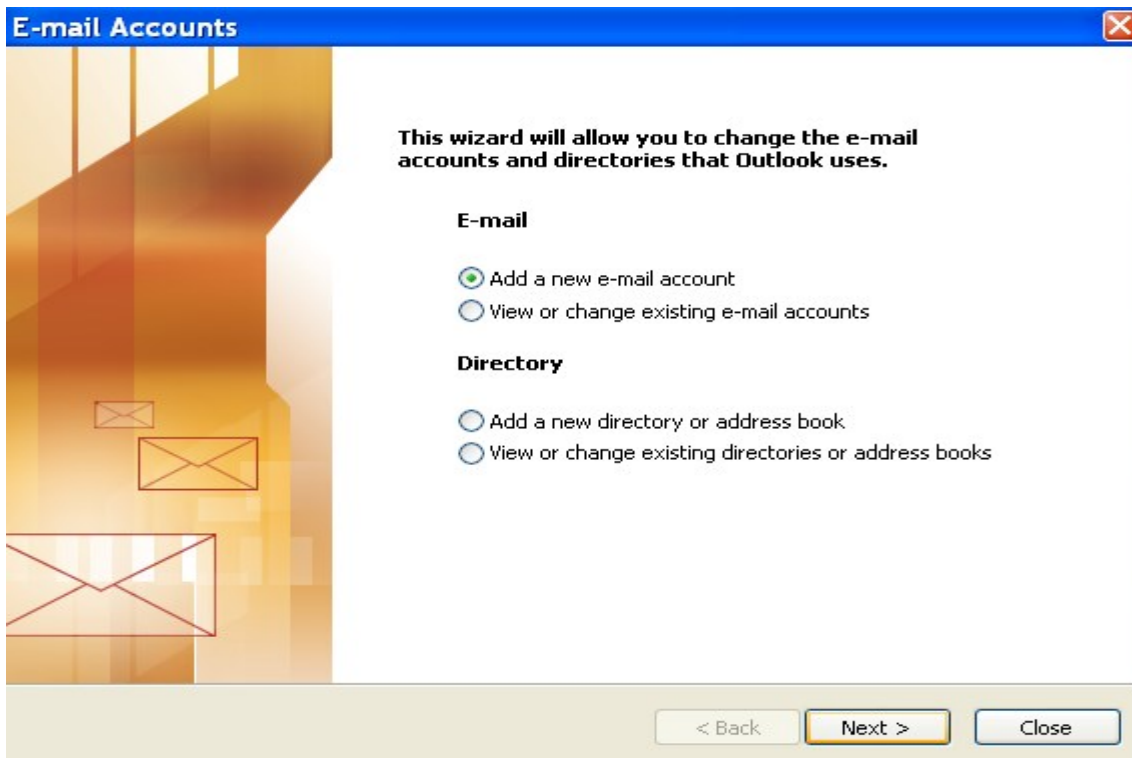 E-mail Accounts
This wizard will allow you to change the e-mail
accounts and directories that Outlook uses.
E-mail
Add a new e-mail account
View or change existing e-mail accounts
Directory
Add a new directory or address book
View or change existing directories or address books
< Back
Next >
Close